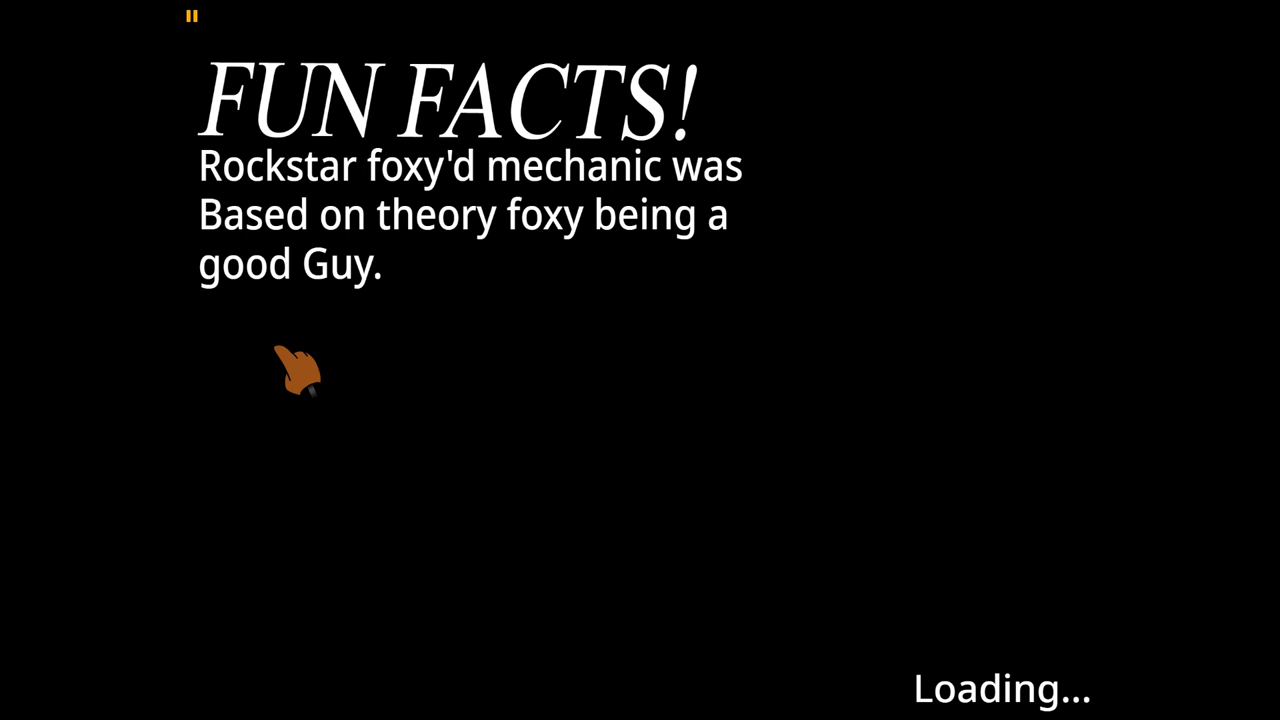 "
FUN FACTS!
Rockstar foxy'd mechanic was
Based on theory foxy being a
good Guy.
Loading...